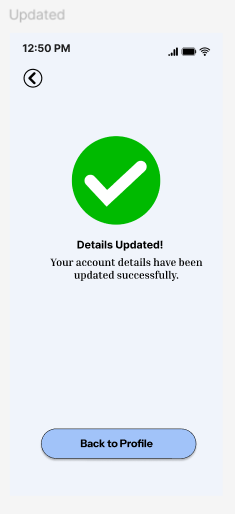 Updated
12:50 PM
Details Updated!
Your account details have been
updated successfully.
Back to Profile